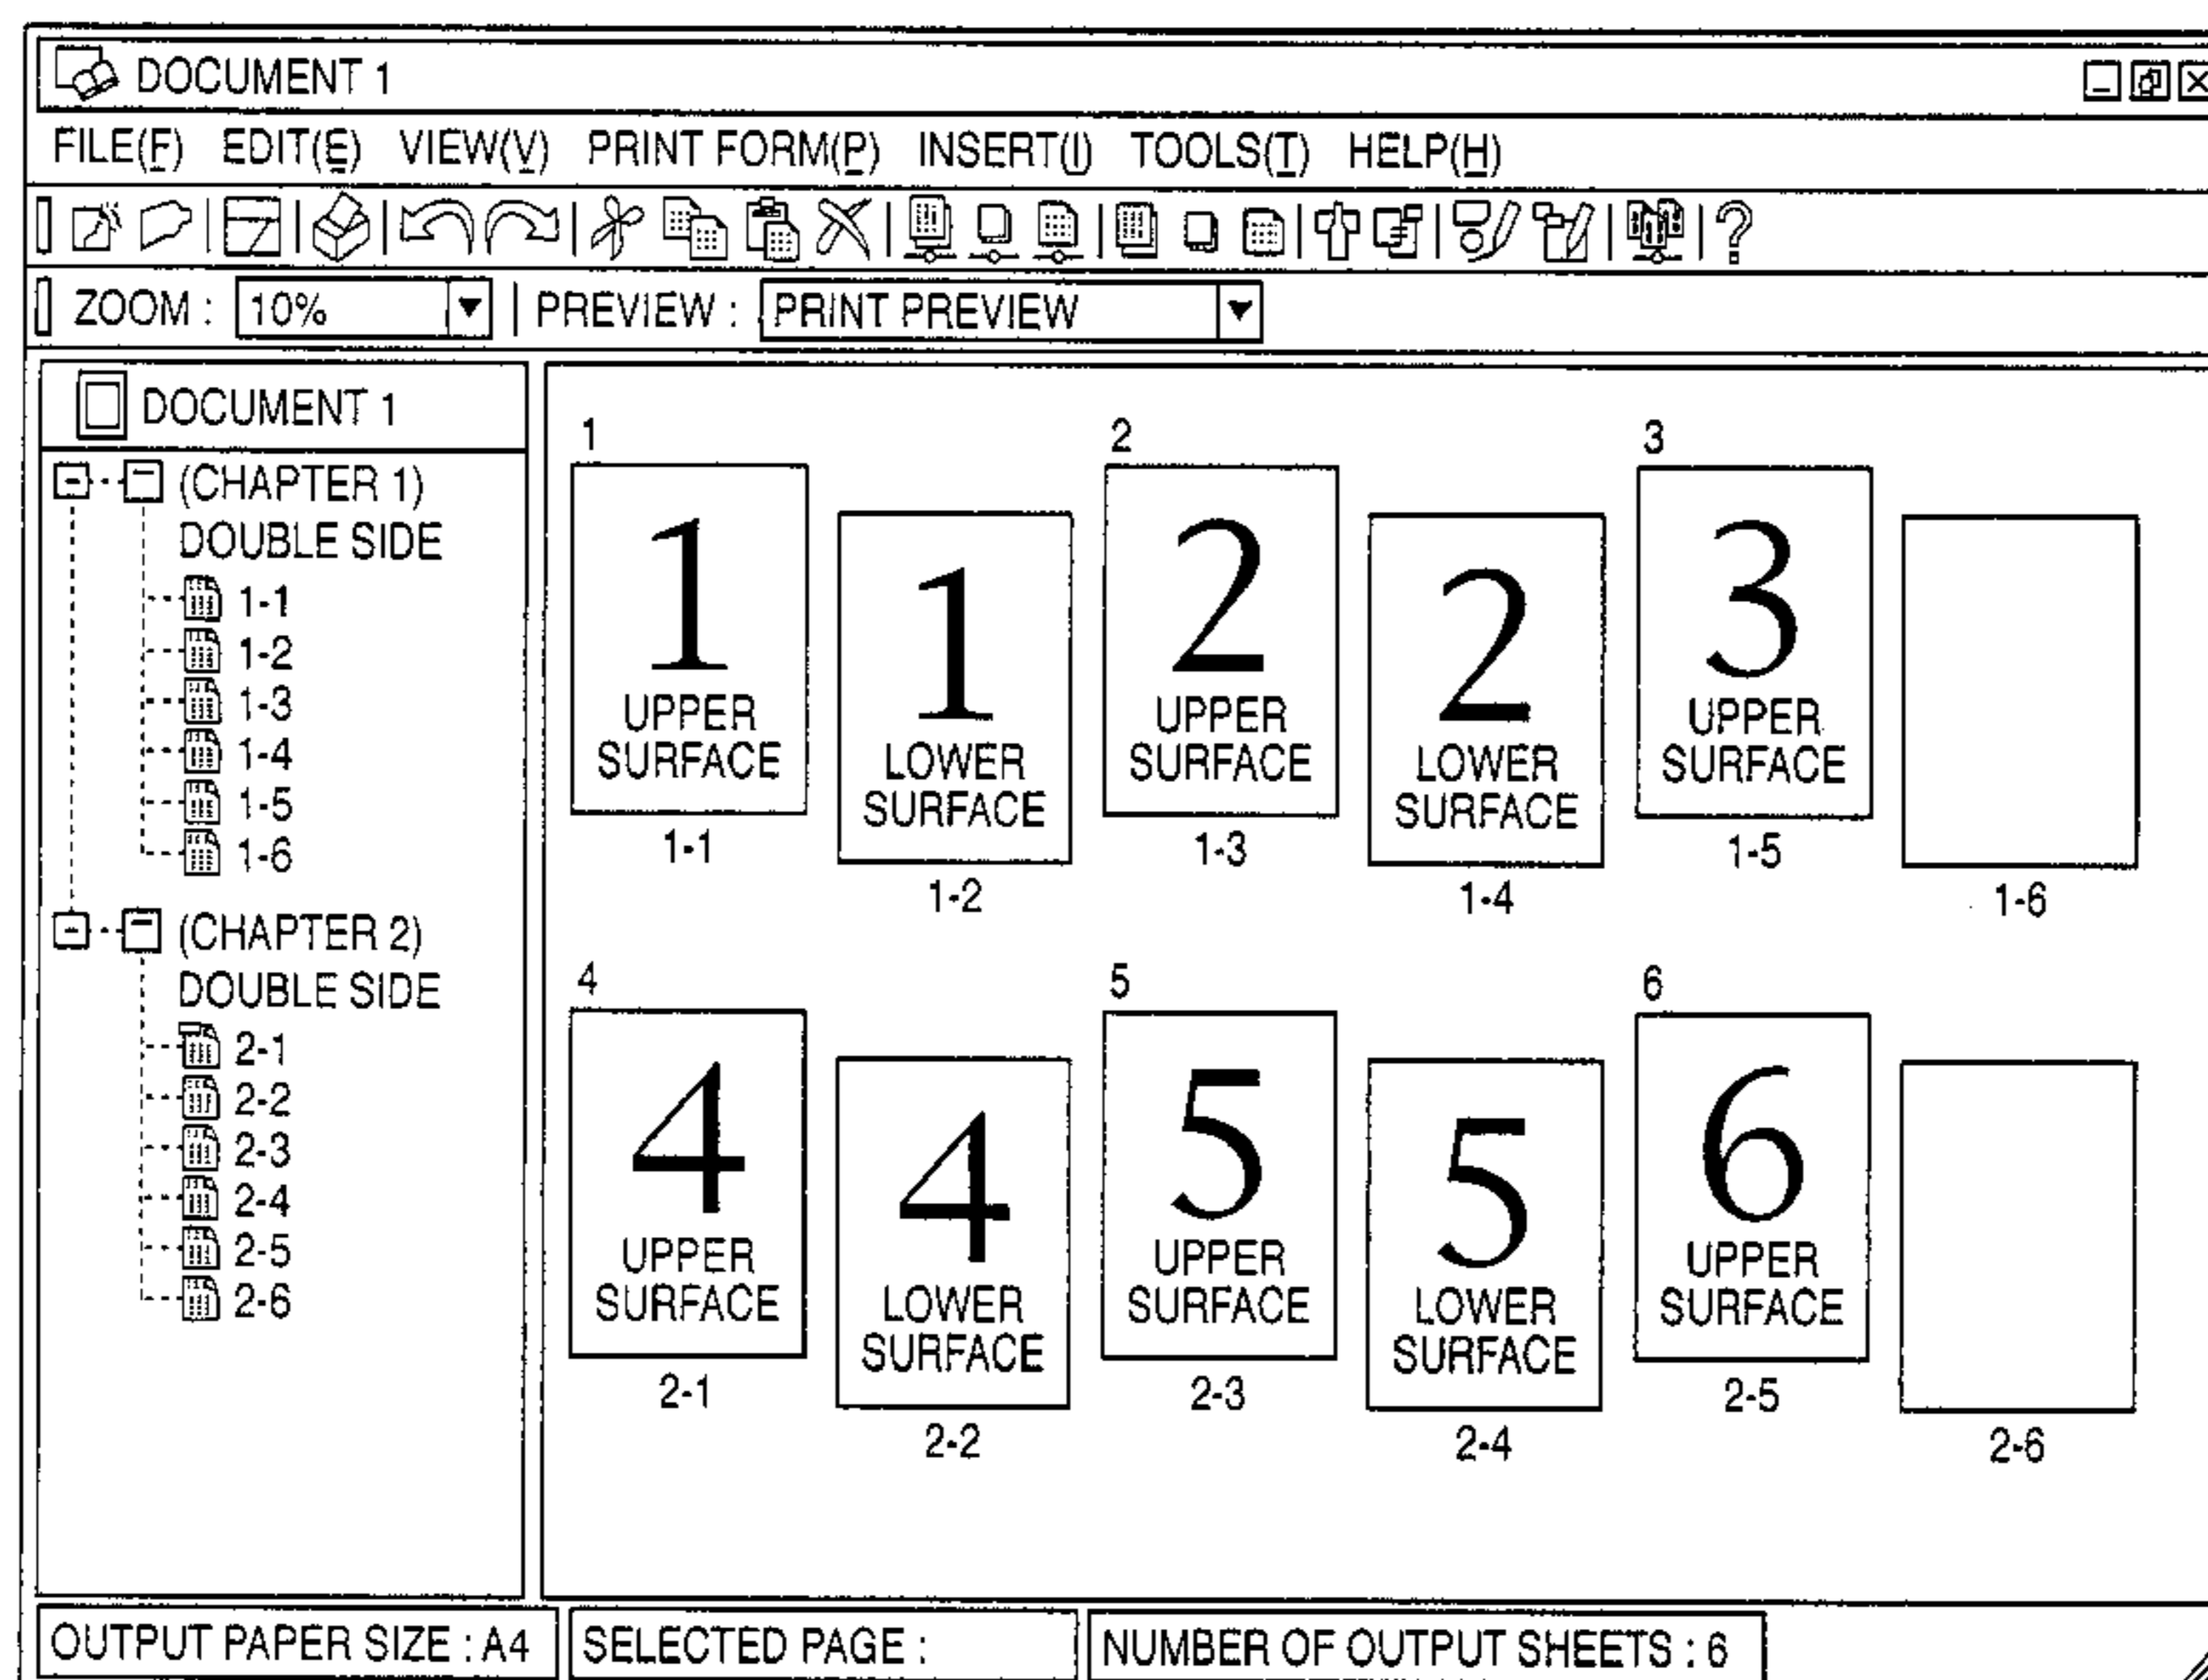 DOCUMENT 1
FILE(F) EDIT(E) VIEW(V) PRINT FORM(P) INSERT(I) TOOLS(T) HELP(H)
?
ZOOM : 10% PREVIEW : PRINT PREVIEW
DOCUMENT 1
(CHAPTER 1)
DOUBLE SIDE
1-1
1-2
1-3
1-4
1-5
1-6
(CHAPTER 2)
DOUBLE SIDE
2-1
2-2
2-3
2-4
2-5
2-6
1
1
UPPER
SURFACE
1-1
1
LOWER
SURFACE
1-2
2
2
UPPER
SURFACE
1-3
2
LOWER
SURFACE
1-4
3
3
UPPER
SURFACE
1-5
1-6
4
4
UPPER
SURFACE
2-1
4
LOWER
SURFACE
2-2
5
5
UPPER
SURFACE
2-3
5
LOWER
SURFACE
2-4
6
6
UPPER
SURFACE
2-5
2-6
OUTPUT PAPER SIZE : A4 SELECTED PAGE : NUMBER OF OUTPUT SHEETS : 6